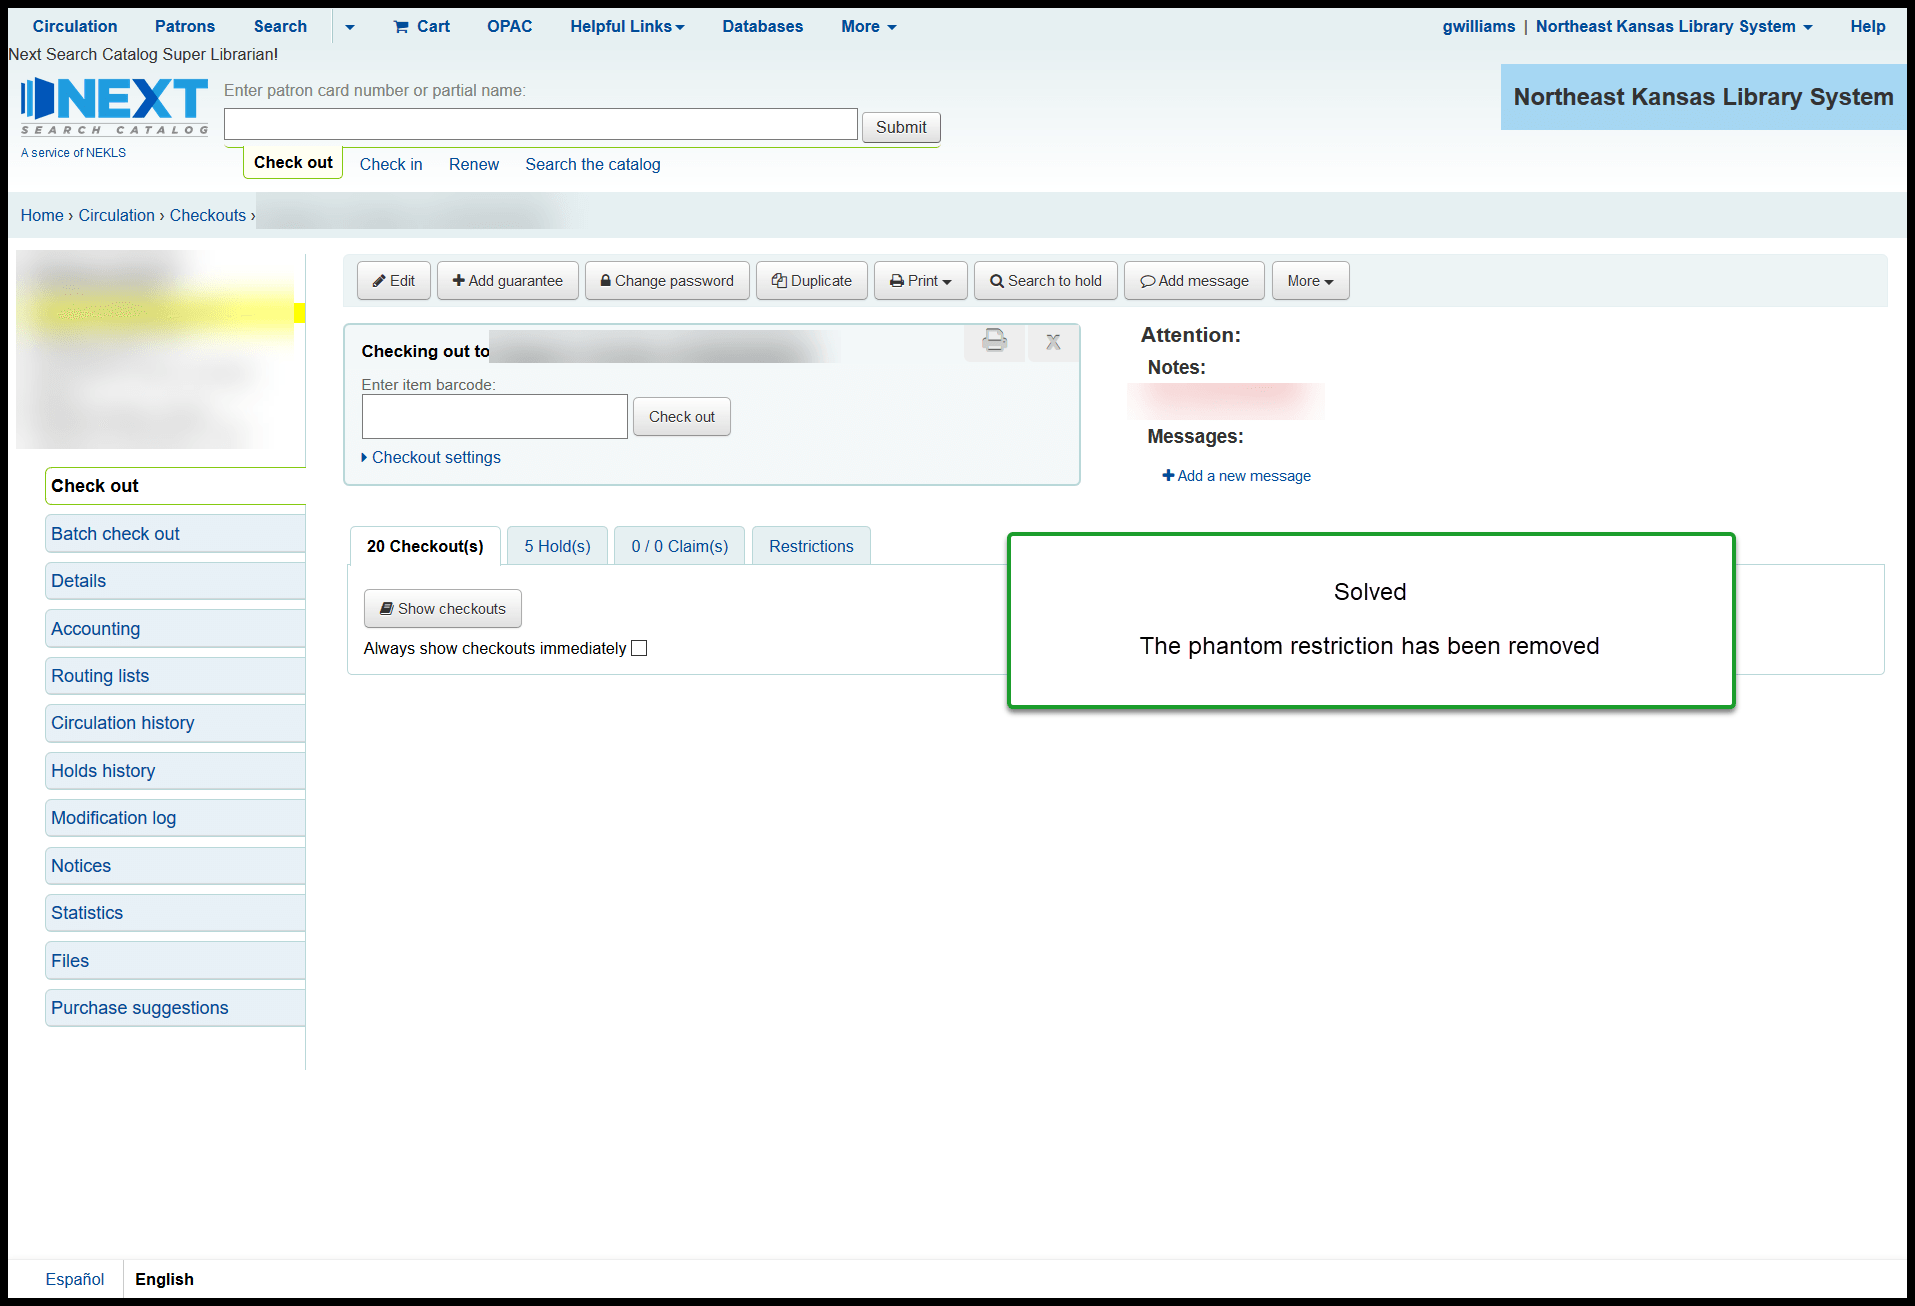 Circulation Patrons Search Cart OPAC Helpful Links Databases More gwilliams | Northeast Kansas Library System Help
Next Search Catalog Super Librarian!
NEXT
SEARCH CATALOG
A service of NEKLS
Enter patron card number or partial name:
Submit
Northeast Kansas Library System
Check out Check in Renew Search the catalog
Home › Circulation › Checkouts ›
Edit Add guarantee Change password Duplicate Print Search to hold Add message More
Checking out to
X
Enter item barcode:
Check out
Checkout settings
Attention:
Notes:
Messages:
Add a new message
Check out
Batch check out
Details
Accounting
Routing lists
Circulation history
Holds history
Modification log
Notices
Statistics
Files
Purchase suggestions
20 Checkout(s) 5 Hold(s) 0 / 0 Claim(s) Restrictions
Show checkouts
Always show checkouts immediately
Solved
The phantom restriction has been removed
Español English